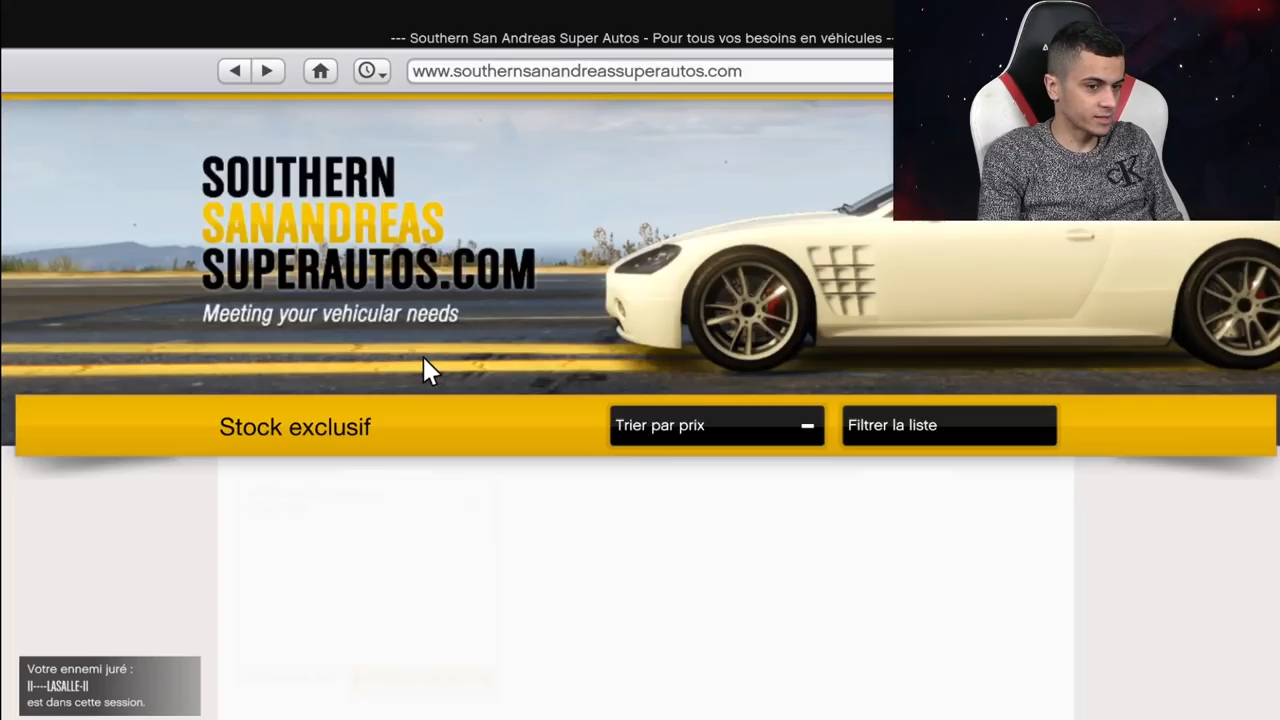 --- Southern San Andreas Super Autos - Pour tous vos besoins en véhicules --
www.southernsanandreassuperautos.com
SOUTHERN
SANANDREAS
SUPERAUTOS.COM
Meeting your vehicular needs
CK
Stock exclusif
Trier par prix
Filtrer la liste
Votre ennemi juré :
II----LASALLE-II
est dans cette session.